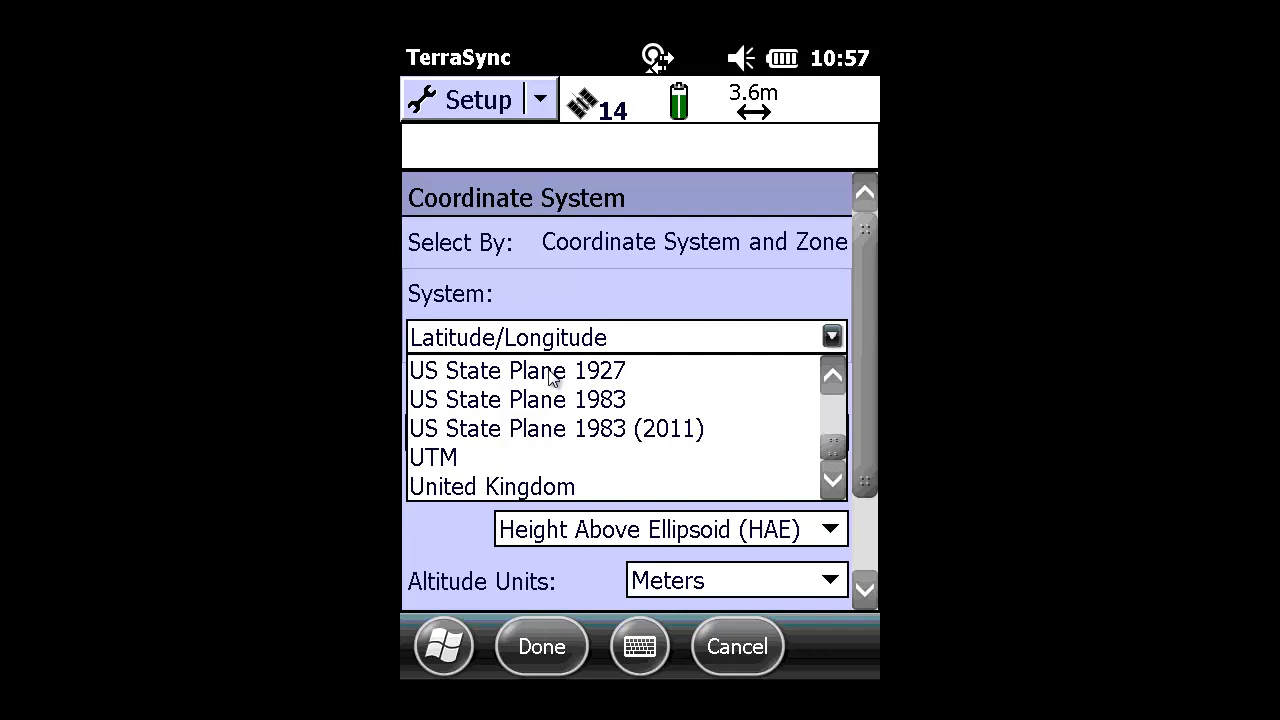 TerraSync 10:57
Setup 14 3.6m
Coordinate System
Select By: Coordinate System and Zone
System:
Latitude/Longitude
US State Plane 1927
US State Plane 1983
US State Plane 1983 (2011)
UTM
United Kingdom
Height Above Ellipsoid (HAE)
Altitude Units: Meters
Done Cancel